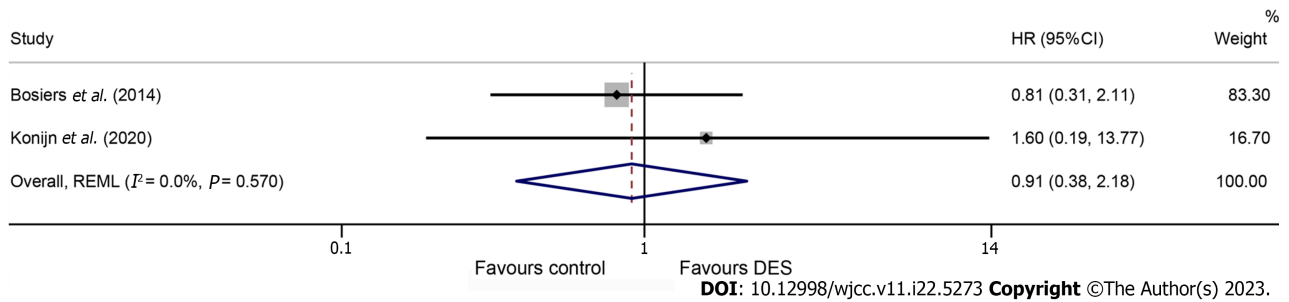 %
Study HR (95%CI) Weight
Bosiers et al. (2014) 0.81 (0.31, 2.11) 83.30
Konijn et al. (2020) 1.60 (0.19, 13.77) 16.70
Overall, REML (I² = 0.0%, P = 0.570) 0.91 (0.38, 2.18) 100.00
0.1 1 14
Favours control Favours DES
DOI: 10.12998/wjcc.v11.i22.5273 Copyright ©The Author(s) 2023.